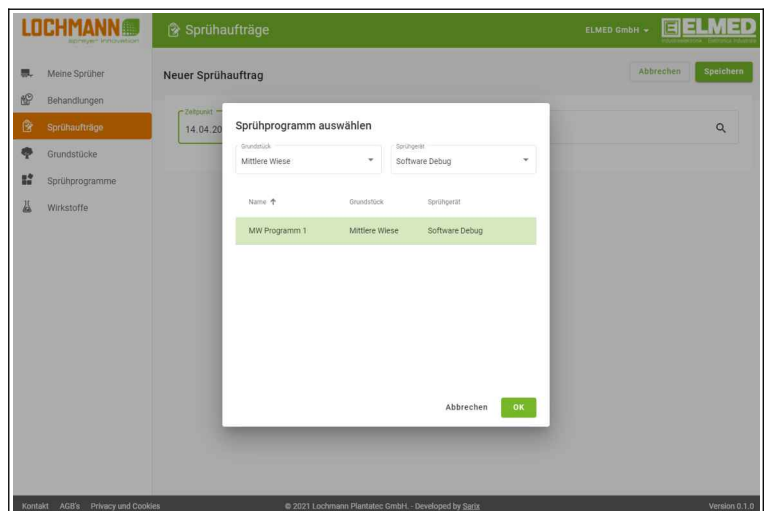 LOCHMANN
sprayer innovation
Sprühaufträge
ELMED GmbH
ELMED
Meine Sprüher
Behandlungen
Sprühaufträge
Grundstücke
Sprühprogramme
Wirkstoffe
Neuer Sprühauftrag
Abbrechen
Speichern
Zeitpunkt
14.04.20
Sprühprogramm auswählen
Grundstück
Mittlere Wiese
Sprühgerät
Software Debug
Name
Grundstück
Sprühgerät
MW Programm 1
Mittlere Wiese
Software Debug
Abbrechen
OK
Kontakt
AGB's
Privacy und Cookies
© 2021 Lochmann Plantatec GmbH. - Developed by Sarix
Version 0.1.0